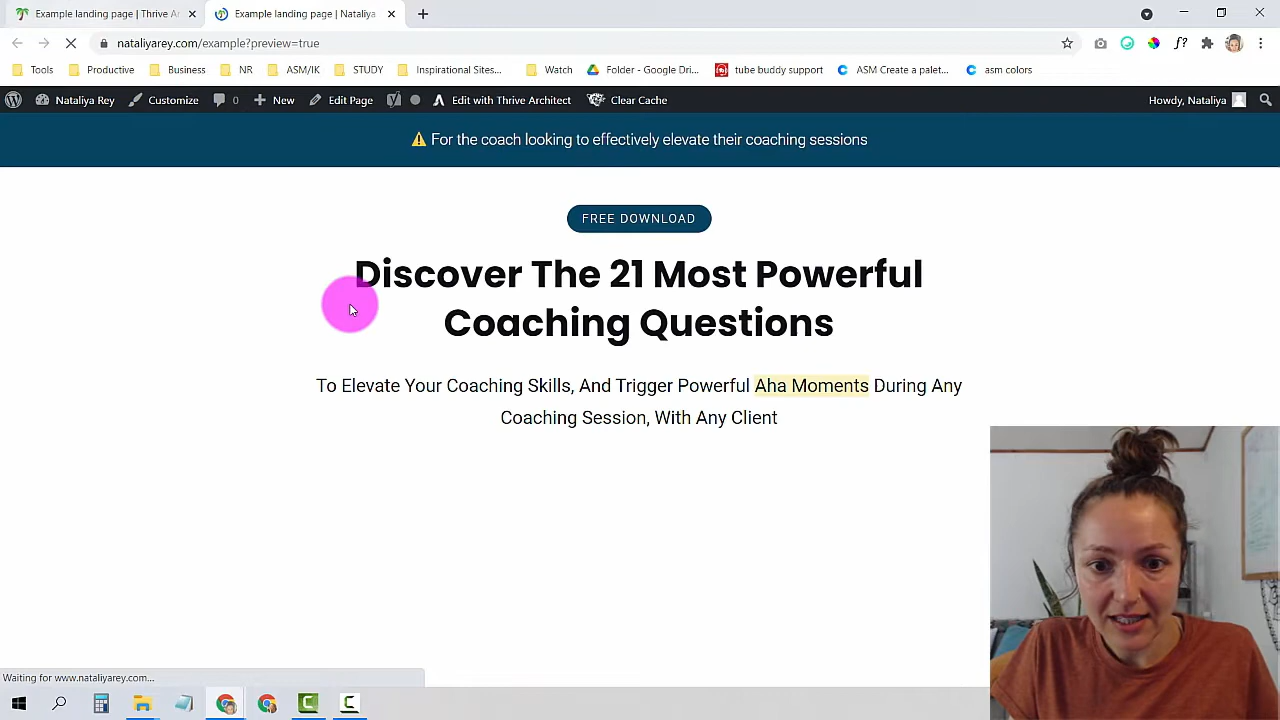 Example landing page | Thrive Ar
Example landing page | Nataliya
nataliyarey.com/example?preview=true
Tools
Productive
Business
NR
ASM/IK
STUDY
Inspirational Sites...
Watch
Folder - Google Dri...
tube buddy support
ASM Create a palet...
asm colors
Nataliya Rey
Customize
0
New
Edit Page
Edit with Thrive Architect
Clear Cache
Howdy, Nataliya
For the coach looking to effectively elevate their coaching sessions
FREE DOWNLOAD
Discover The 21 Most Powerful
Coaching Questions
To Elevate Your Coaching Skills, And Trigger Powerful Aha Moments During Any
Coaching Session, With Any Client
Waiting for www.nataliyarey.com...